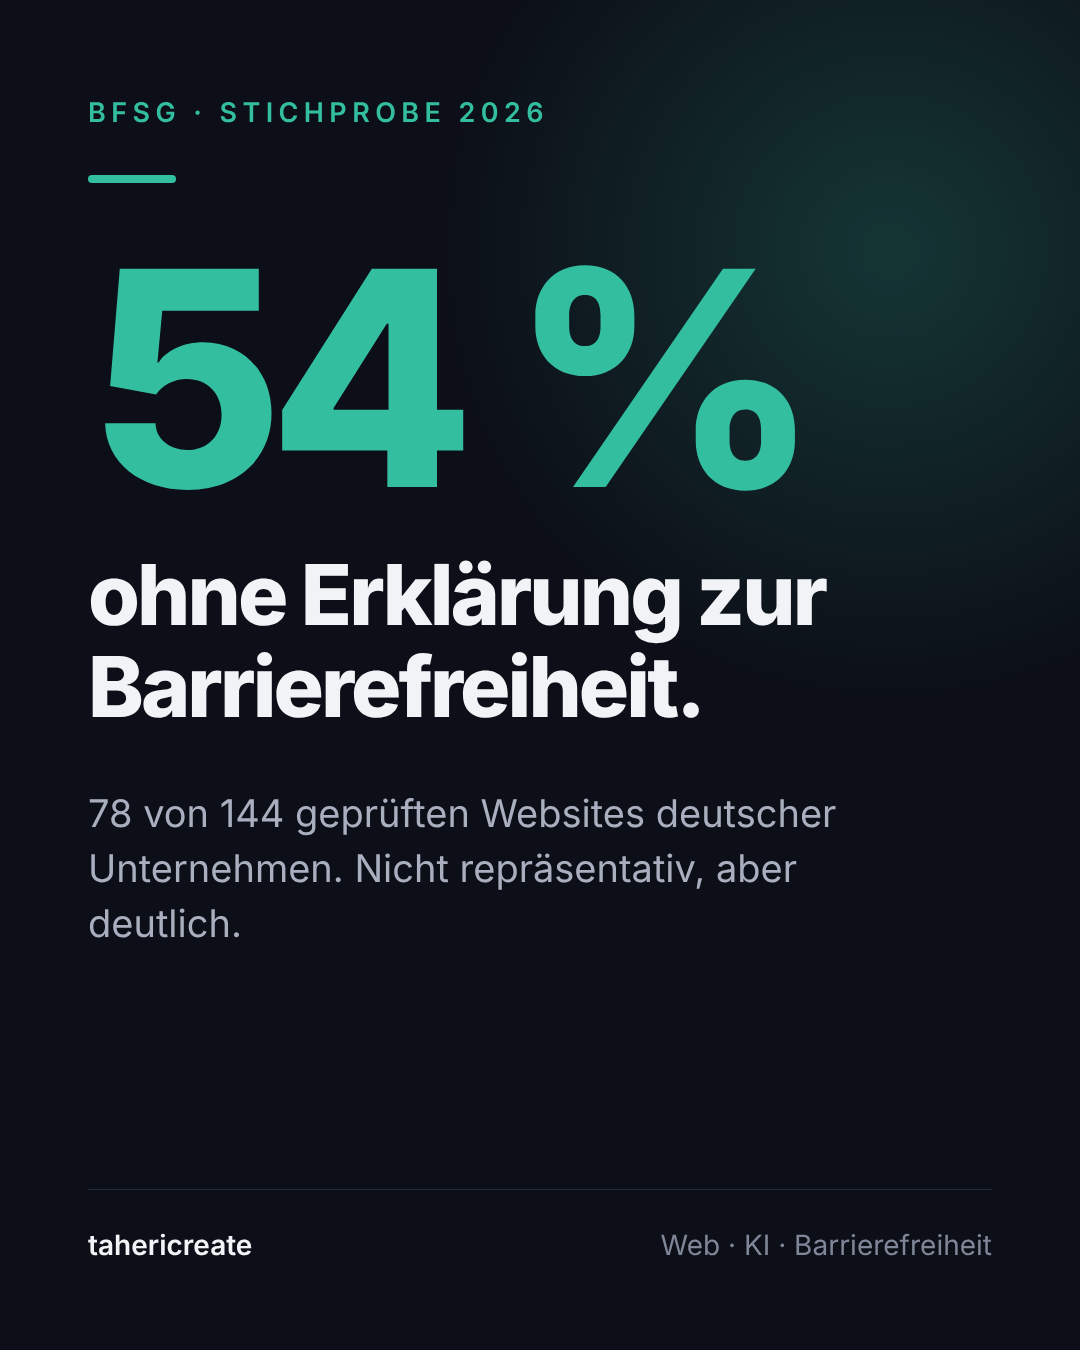 BFSG · STICHPROBE 2026
54 %
ohne Erklärung zur
Barrierefreiheit.
78 von 144 geprüften Websites deutscher
Unternehmen. Nicht repräsentativ, aber
deutlich.
tahericreate
Web · KI · Barrierefreiheit